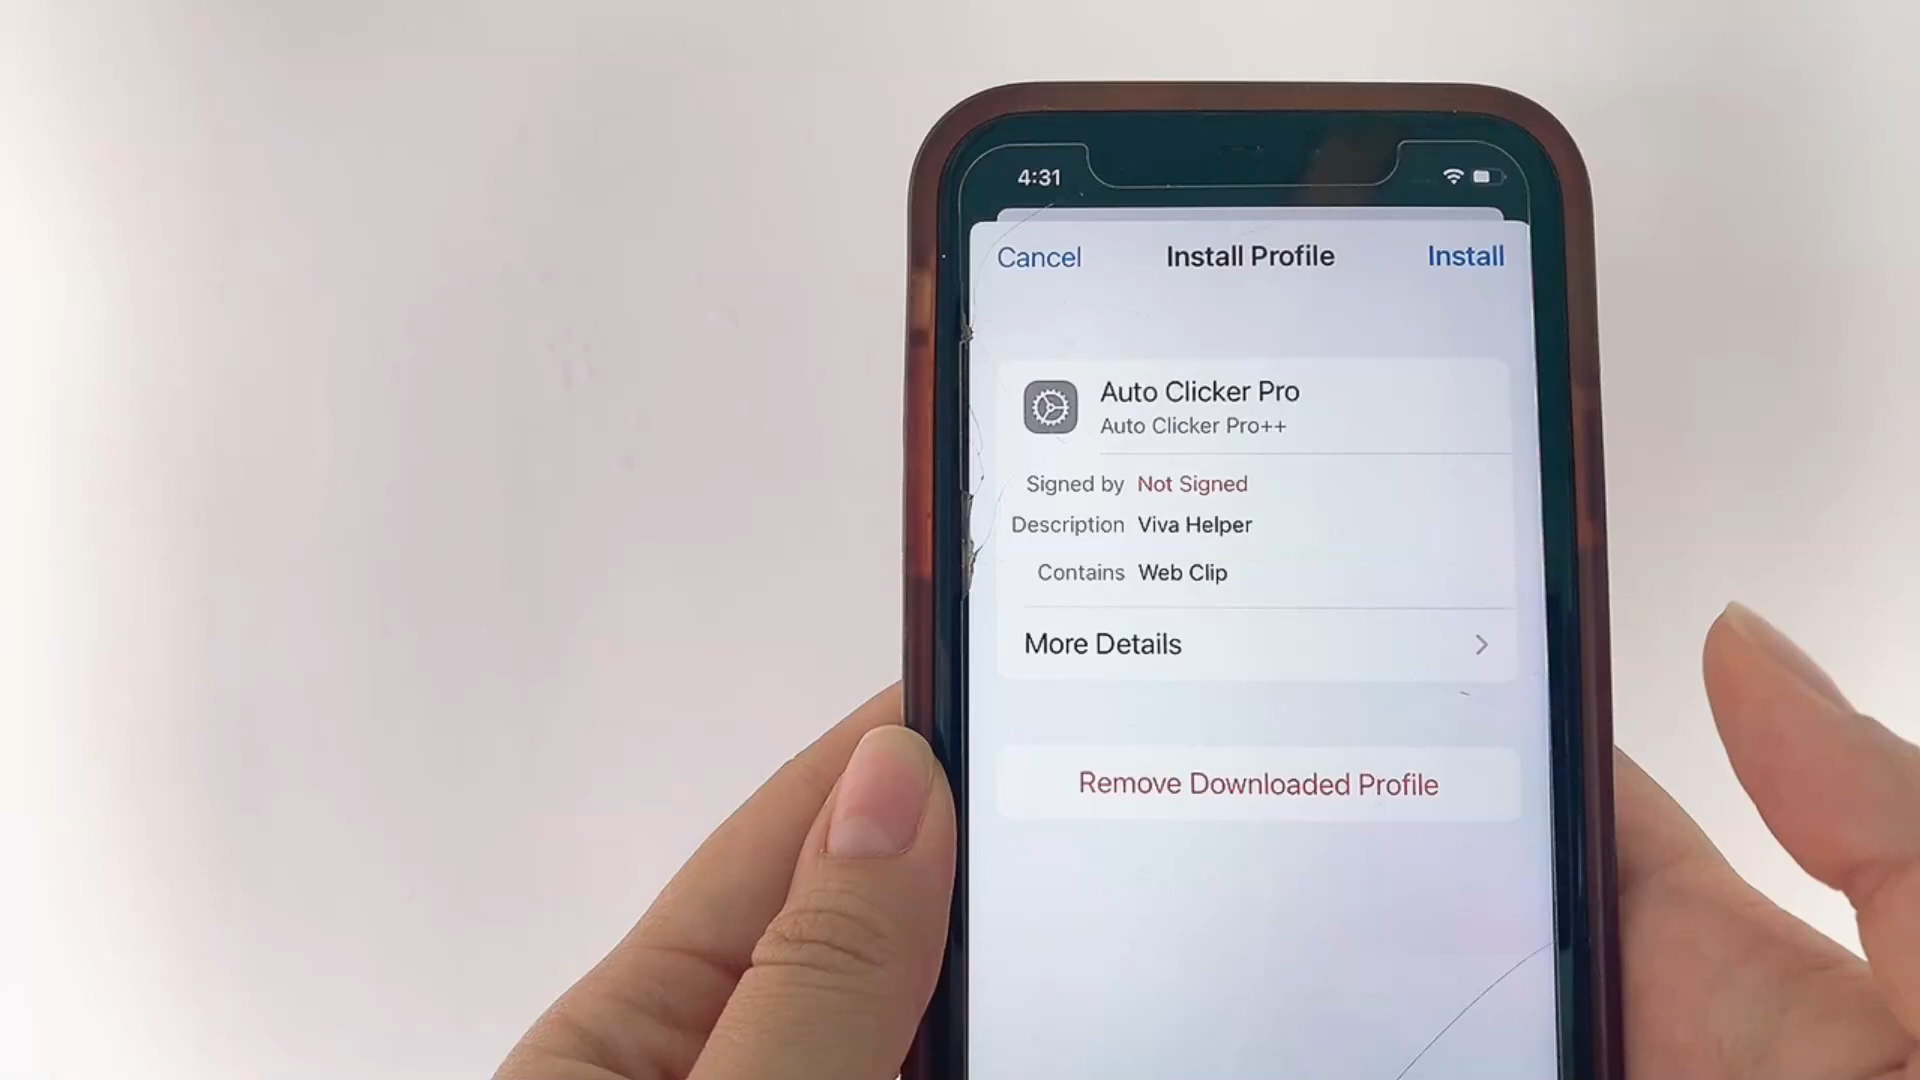 4:31
Cancel Install Profile Install
Auto Clicker Pro
Auto Clicker Pro++
Signed by Not Signed
Description Viva Helper
Contains Web Clip
More Details
Remove Downloaded Profile